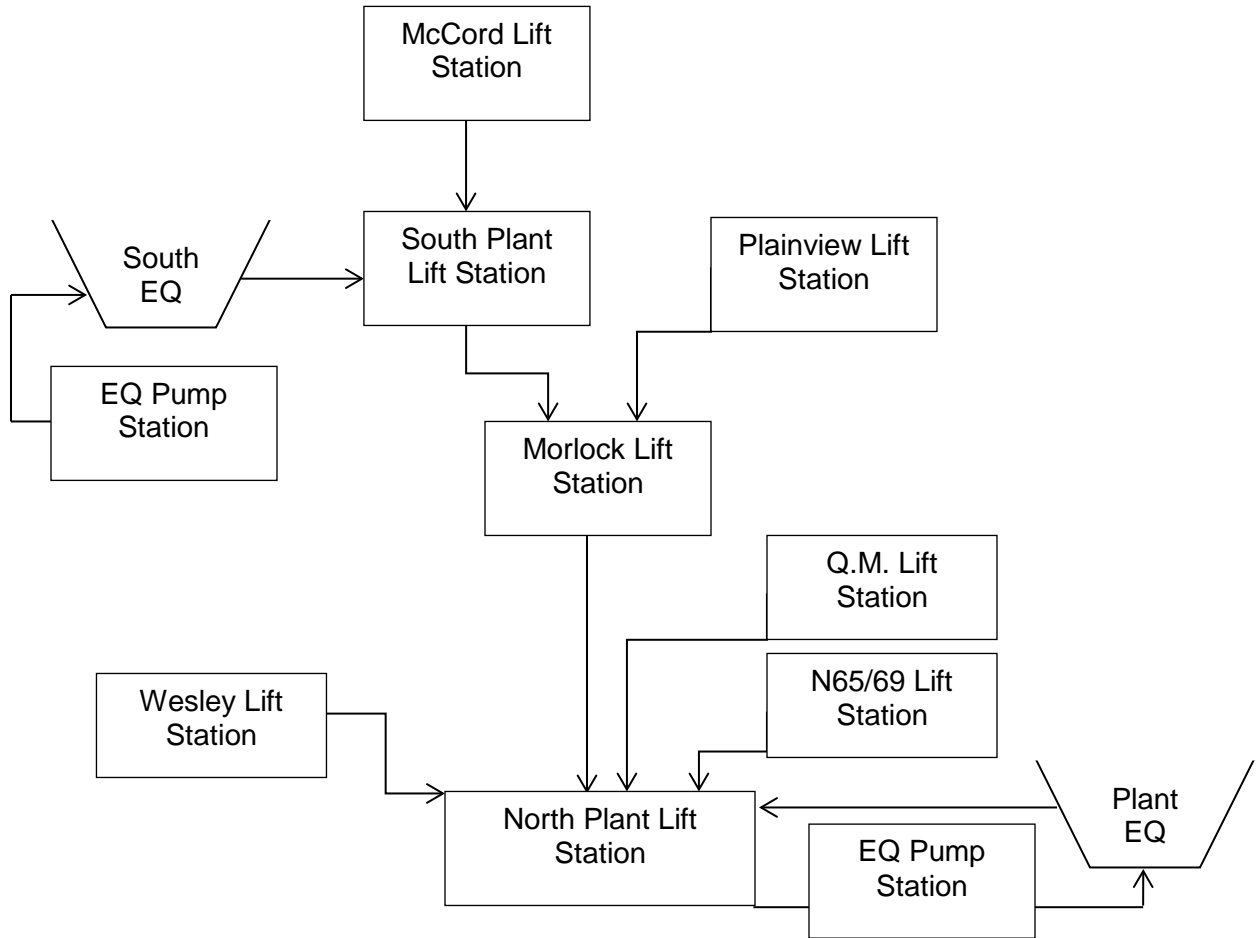 McCord Lift
Station
South
EQ
South Plant
Lift Station
Plainview Lift
Station
EQ Pump
Station
Morlock Lift
Station
Q.M. Lift
Station
Wesley Lift
Station
N65/69 Lift
Station
North Plant Lift
Station
EQ Pump
Station
Plant
EQ